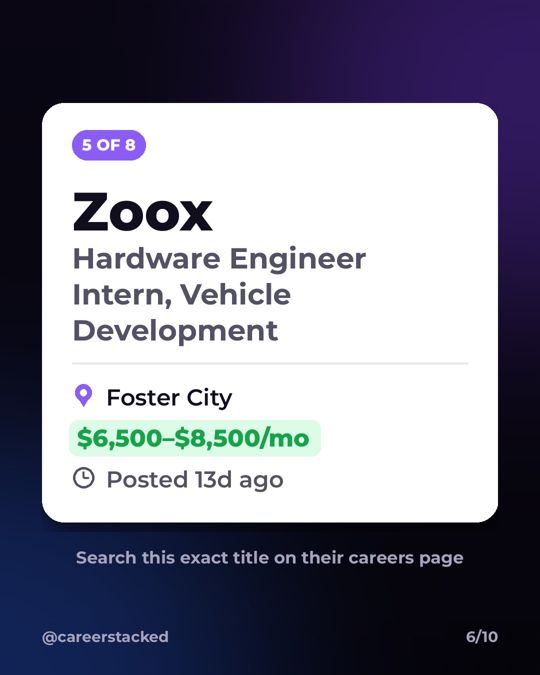 5 OF 8
Zoox
Hardware Engineer
Intern, Vehicle
Development
Foster City
$6,500–$8,500/mo
Posted 13d ago
Search this exact title on their careers page
@careerstacked
6/10